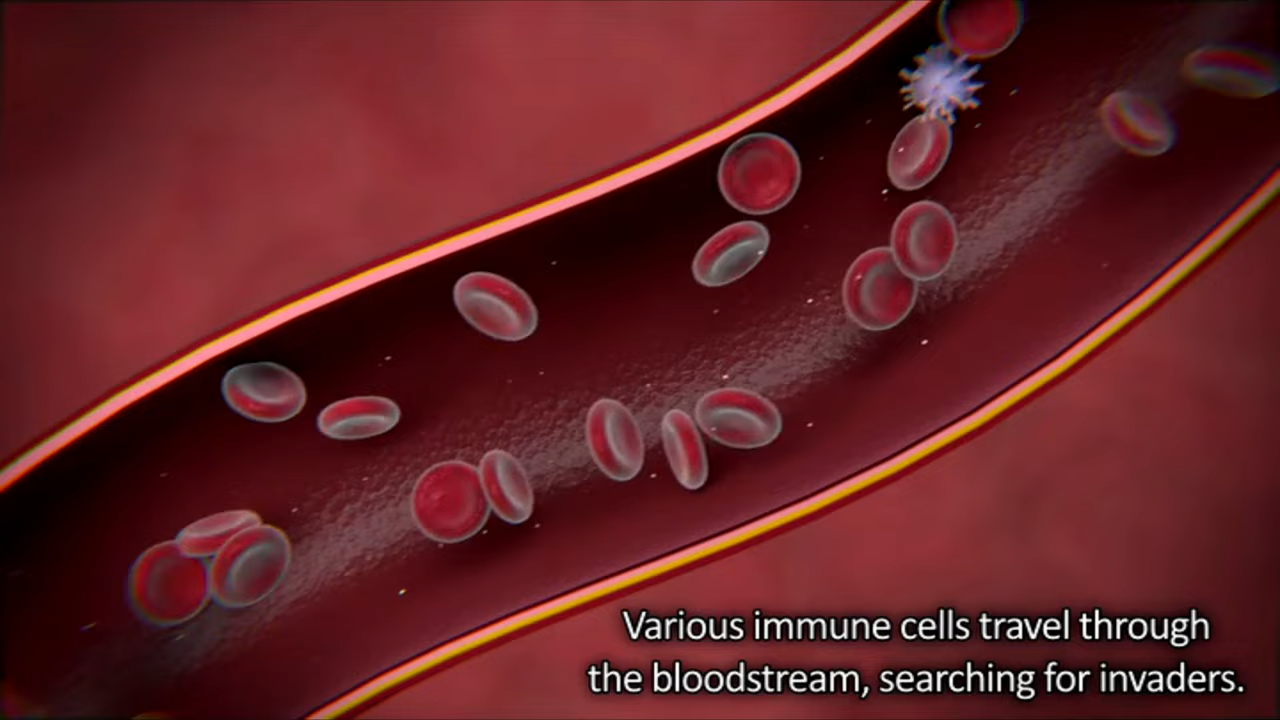 Various immune cells travel through
the bloodstream, searching for invaders.